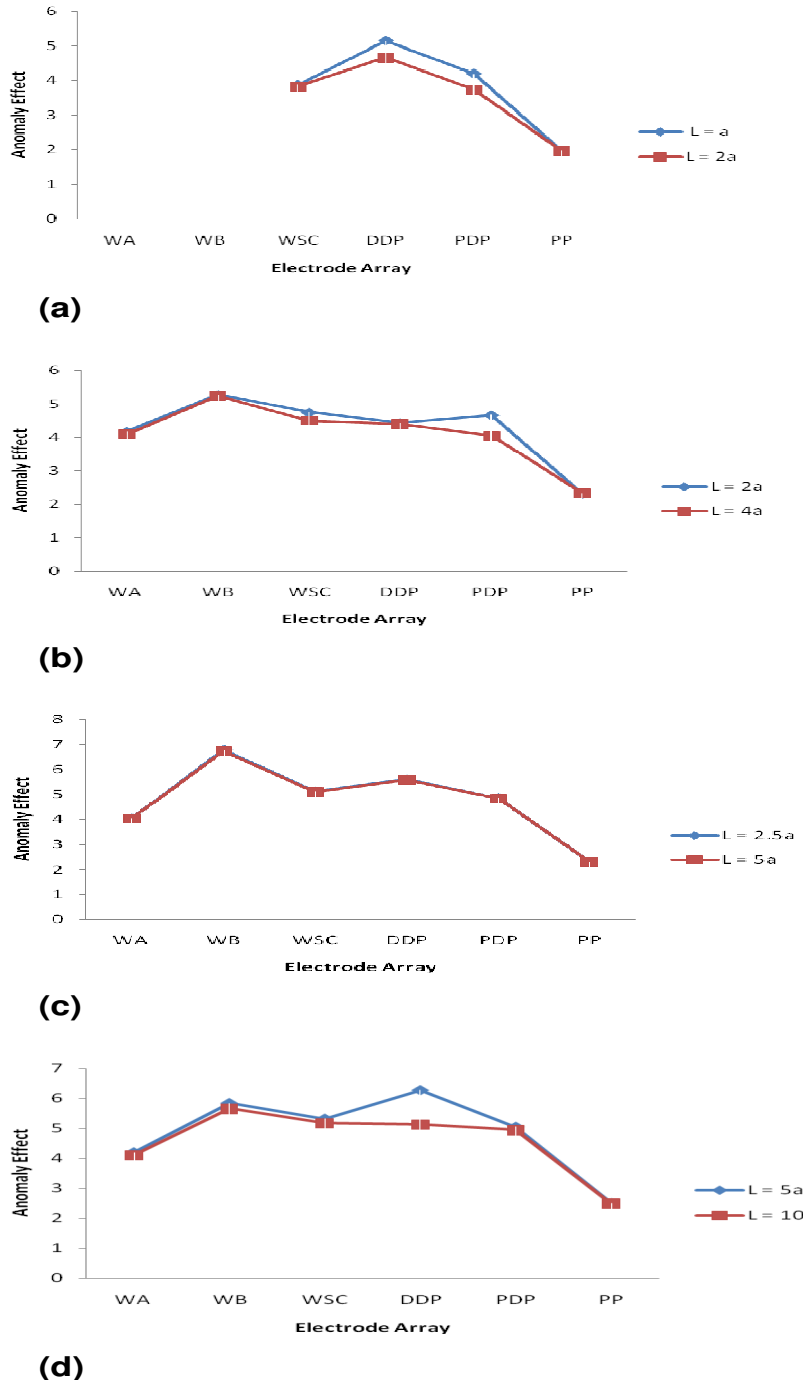 6
5
4
3
2
1
0
Anomaly Effect
WA WB WSC DDP PDP PP
Electrode Array
L = a
L = 2a
(a)
6
5
4
3
2
1
0
Anomaly Effect
WA WB WSC DDP PDP PP
Electrode Array
L = 2a
L = 4a
(b)
8
7
6
5
4
3
2
1
0
Anomaly Effect
WA WB WSC DDP PDP PP
Electrode Array
L = 2.5a
L = 5a
(c)
7
6
5
4
3
2
1
0
Anomaly Effect
WA WB WSC DDP PDP PP
Electrode Array
L = 5a
L = 10
(d)